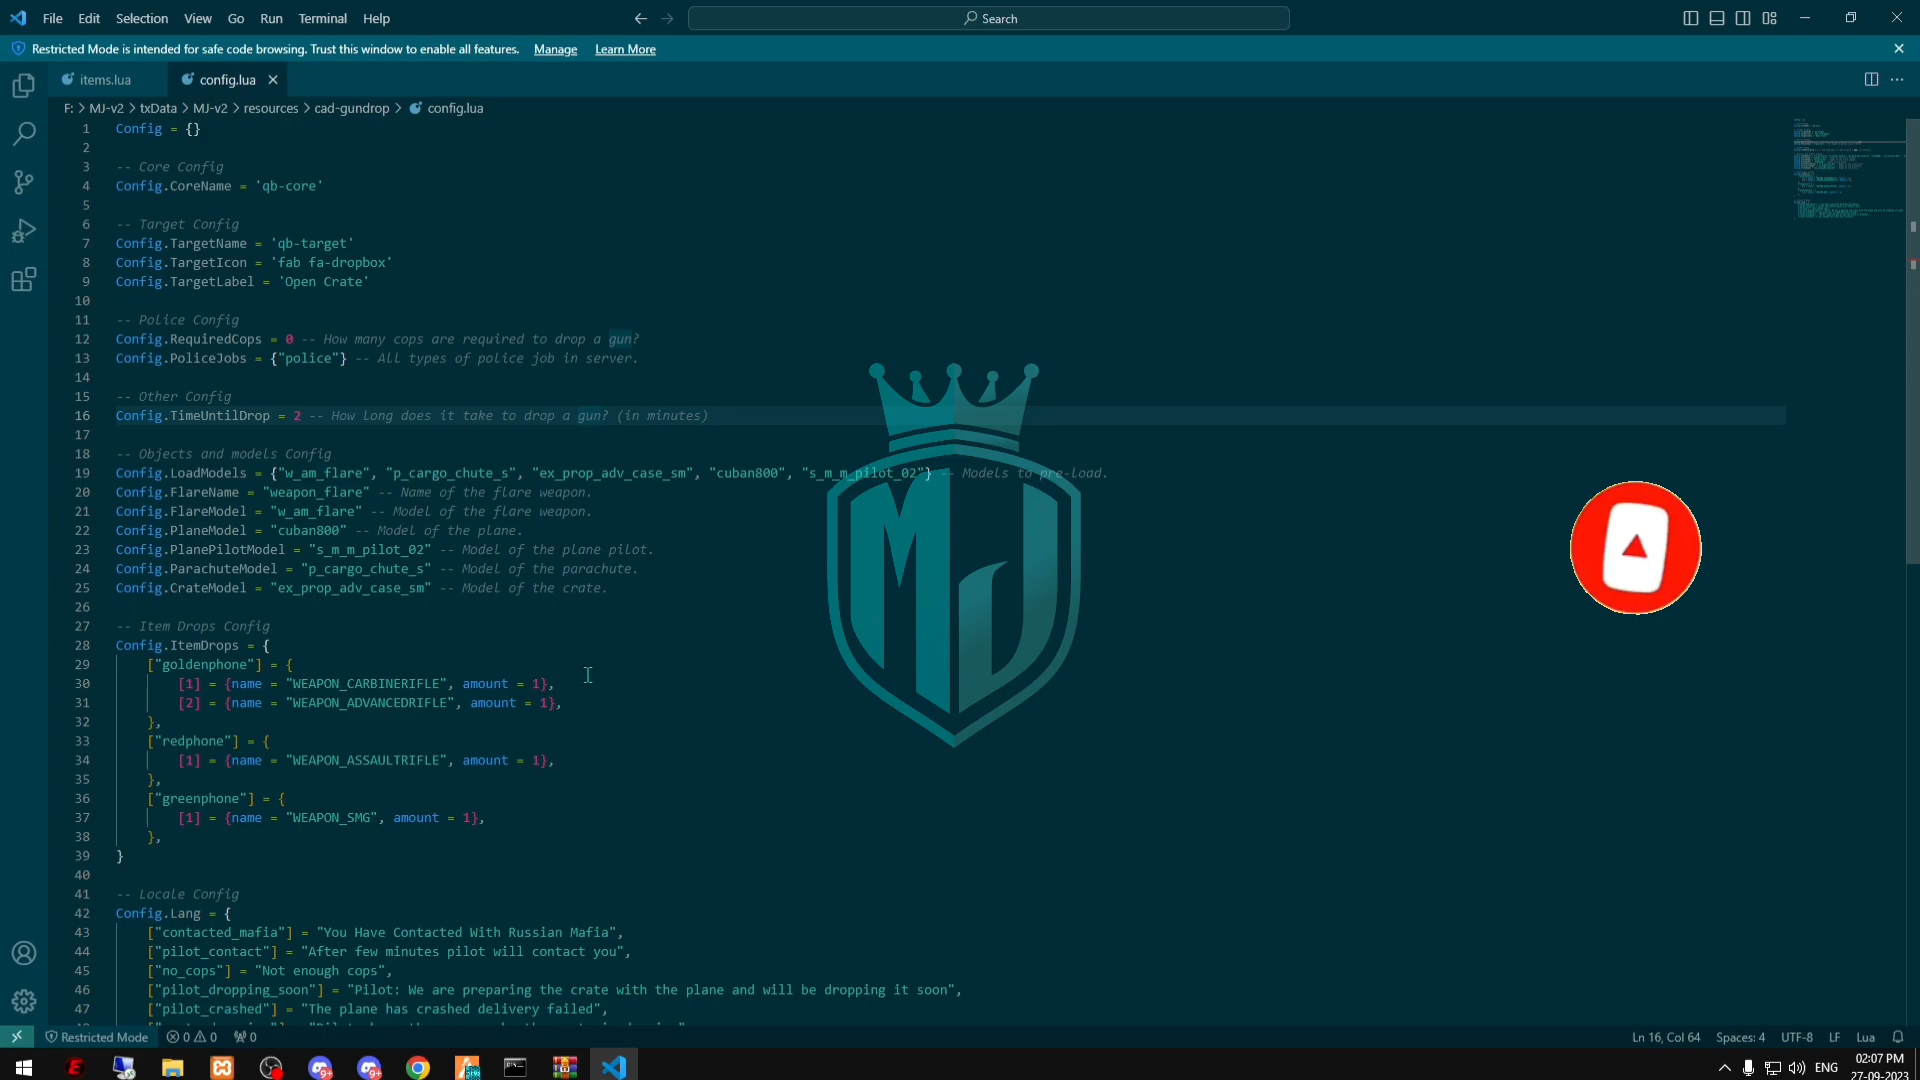 File Edit Selection View Go Run Terminal Help
Search
Restricted Mode is intended for safe code browsing. Trust this window to enable all features. Manage Learn More
items.lua config.lua
F: > MJ-v2 > txData > MJ-v2 > resources > cad-gundrop > config.lua
1 Config = {}
2
3 -- Core Config
4 Config.CoreName = 'qb-core'
5
6 -- Target Config
7 Config.TargetName = 'qb-target'
8 Config.TargetIcon = 'fab fa-dropbox'
9 Config.TargetLabel = 'Open Crate'
10
11 -- Police Config
12 Config.RequiredCops = 0 -- How many cops are required to drop a gun?
13 Config.PoliceJobs = {"police"} -- All types of police job in server.
14
15 -- Other Config
16 Config.TimeUntilDrop = 2 -- How long does it take to drop a gun? (in minutes)
17
18 -- Objects and models Config
19 Config.LoadModels = {"w_am_flare", "p_cargo_chute_s", "ex_prop_adv_case_sm", "cuban800", "s_m_m_pilot_02"} -- Models to pre-load.
20 Config.FlareName = "weapon_flare" -- Name of the flare weapon.
21 Config.FlareModel = "w_am_flare" -- Model of the flare weapon.
22 Config.PlaneModel = "cuban800" -- Model of the plane.
23 Config.PlanePilotModel = "s_m_m_pilot_02" -- Model of the plane pilot.
24 Config.ParachuteModel = "p_cargo_chute_s" -- Model of the parachute.
25 Config.CrateModel = "ex_prop_adv_case_sm" -- Model of the crate.
26
27 -- Item Drops Config
28 Config.ItemDrops = {
29 ["goldenphone"] = {
30 [1] = {name = "WEAPON_CARBINERIFLE", amount = 1},
31 [2] = {name = "WEAPON_ADVANCEDRIFLE", amount = 1},
32 },
33 ["redphone"] = {
34 [1] = {name = "WEAPON_ASSAULTRIFLE", amount = 1},
35 },
36 ["greenphone"] = {
37 [1] = {name = "WEAPON_SMG", amount = 1},
38 },
39 }
40
41 -- Locale Config
42 Config.Lang = {
43 ["contacted_mafia"] = "You Have Contacted With Russian Mafia",
44 ["pilot_contact"] = "After few minutes pilot will contact you",
45 ["no_cops"] = "Not enough cops",
46 ["pilot_dropping_soon"] = "Pilot: We are preparing the crate with the plane and will be dropping it soon",
47 ["pilot_crashed"] = "The plane has crashed delivery failed",
MJ
Restricted Mode 0 0 0 Ln 16, Col 64 Spaces: 4 UTF-8 LF Lua
9+ 9+ ENG 02:07 PM
27-09-2023